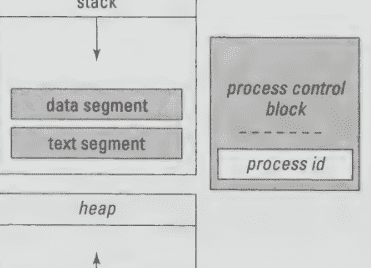 stack
data segment
text segment
heap
process control
block
process id